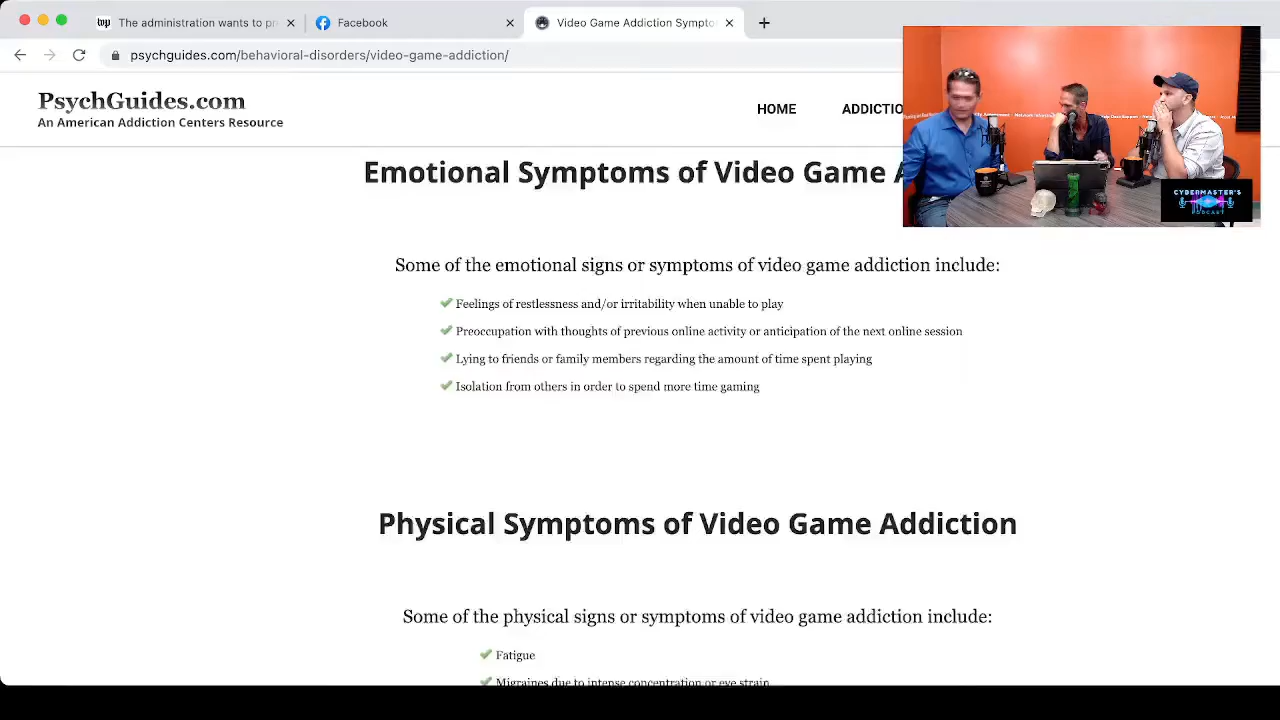 The administration wants to pr
Facebook
Video Game Addiction Sympto
psychguides.com/behavioral-disorders/video-game-addiction/
PsychGuides.com
An American Addiction Centers Resource
HOME
ADDICTIO
Emotional Symptoms of Video Game A
CYBERMASTER'S
PODCAST
Some of the emotional signs or symptoms of video game addiction include:
Feelings of restlessness and/or irritability when unable to play
Preoccupation with thoughts of previous online activity or anticipation of the next online session
Lying to friends or family members regarding the amount of time spent playing
Isolation from others in order to spend more time gaming
Physical Symptoms of Video Game Addiction
Some of the physical signs or symptoms of video game addiction include:
Fatigue
Migraines due to intense concentration or eye strain